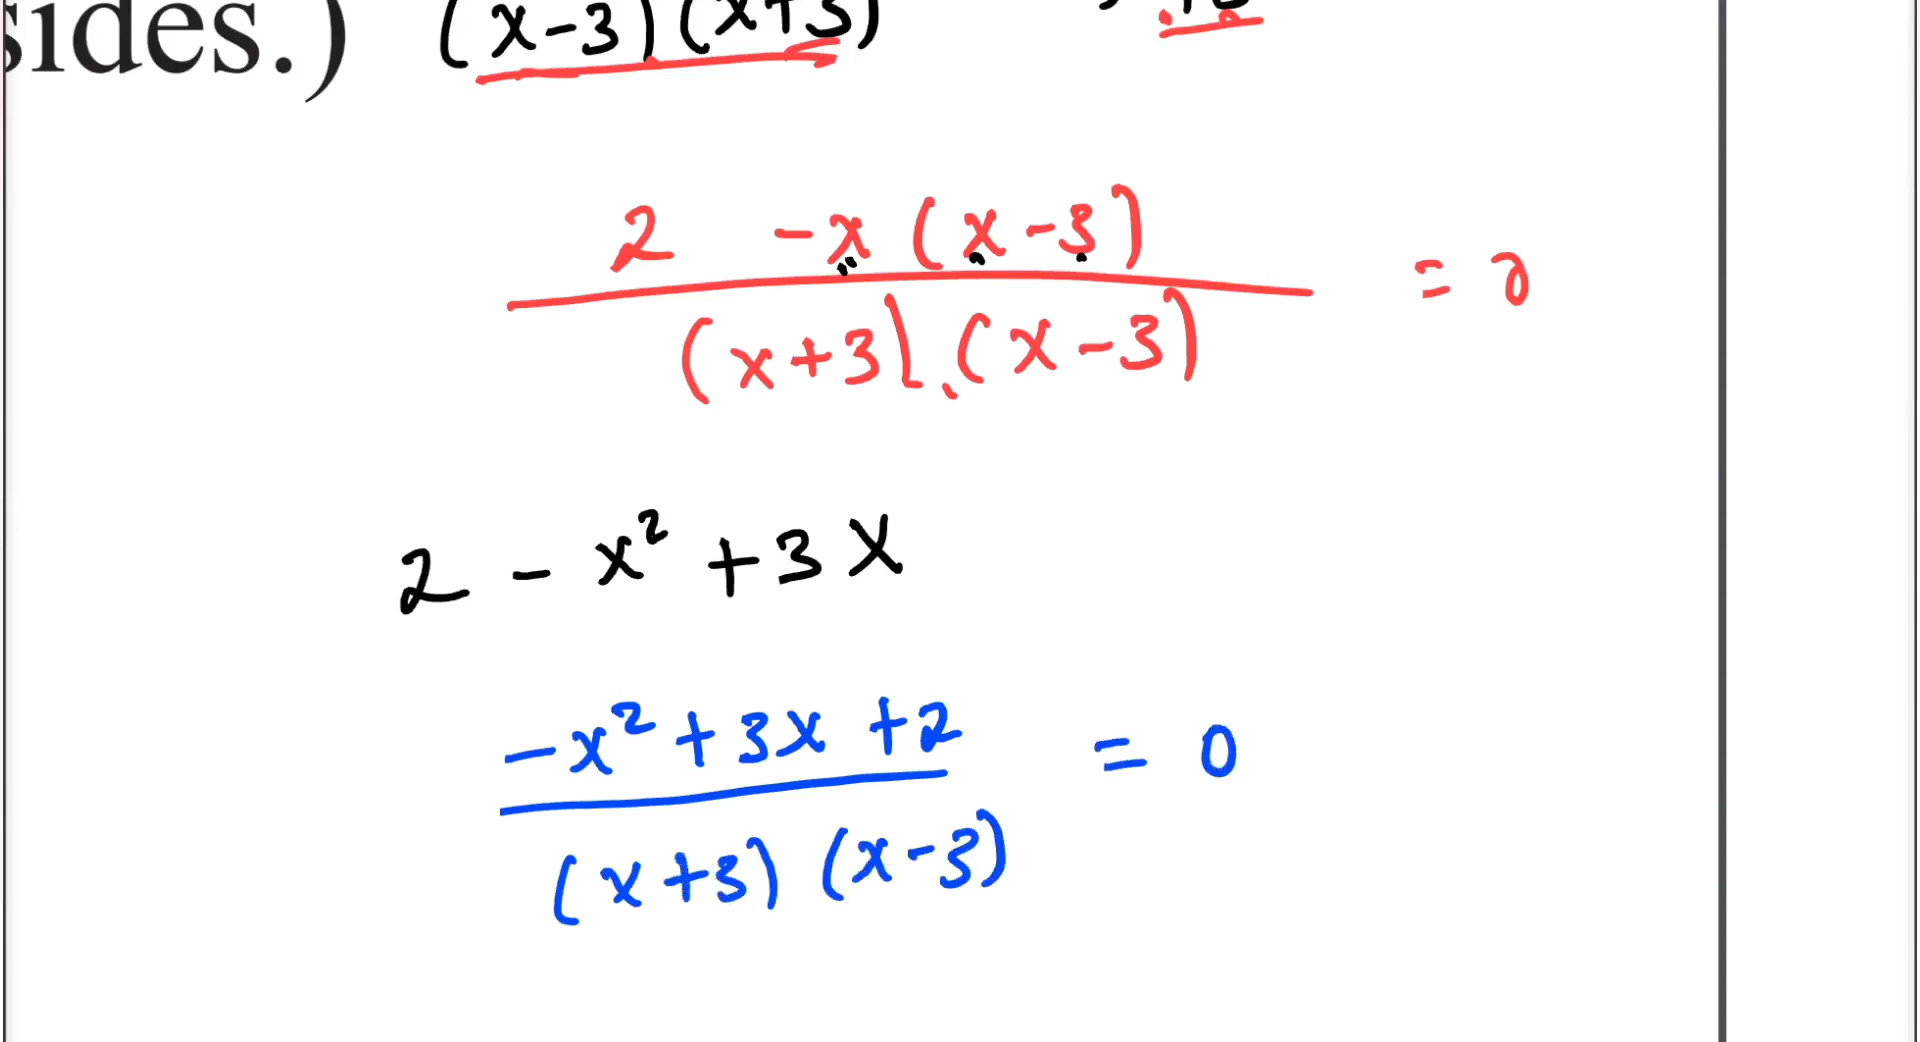 sides.) (x-3)(x+3)
2 -x(x-3)
= 0
(x+3).(x-3)
2 - x² + 3x
-x² + 3x + 2
= 0
(x+3)(x-3)